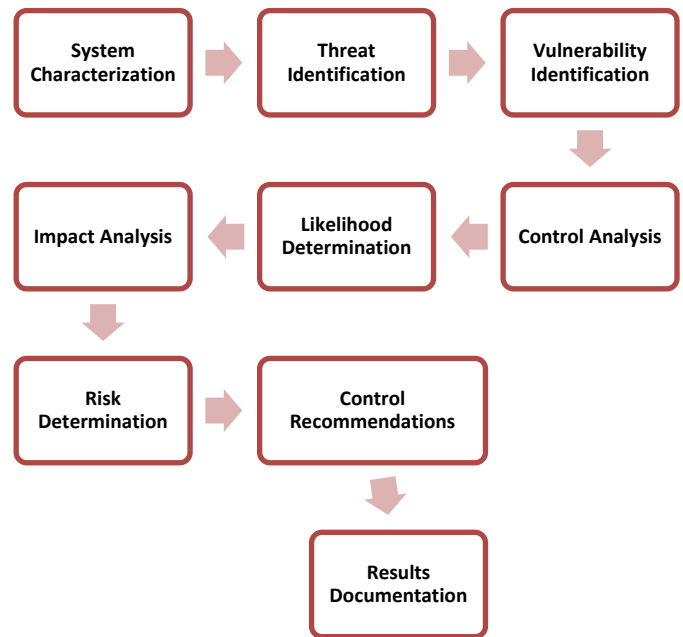 System
Characterization
Threat
Identification
Vulnerability
Identification
Control Analysis
Likelihood
Determination
Impact Analysis
Risk
Determination
Control
Recommendations
Results
Documentation